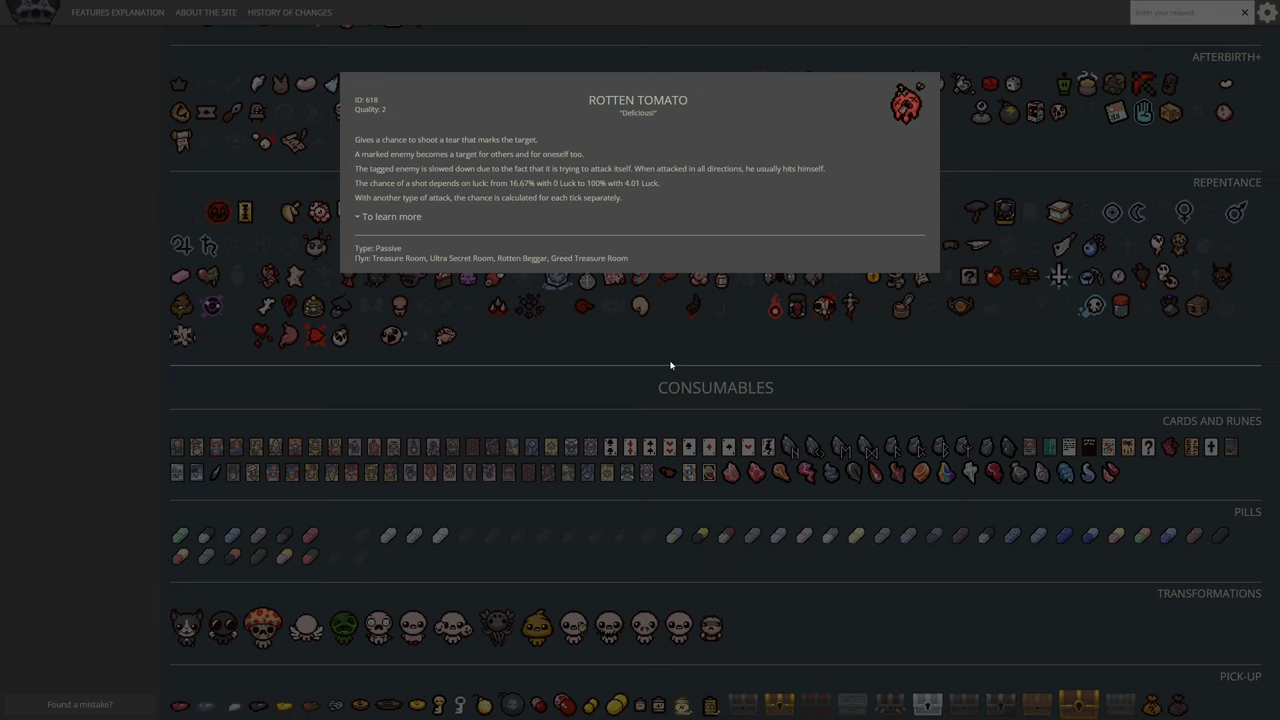 FEATURES EXPLANATION
ABOUT THE SITE
HISTORY OF CHANGES
Enter your request
AFTERBIRTH+
ID: 618
Quality: 2
ROTTEN TOMATO
"Delicious!"
Gives a chance to shoot a tear that marks the target.
A marked enemy becomes a target for others and for oneself too.
The tagged enemy is slowed down due to the fact that it is trying to attack itself. When attacked in all directions, he usually hits himself.
The chance of a shot depends on luck: from 16.67% with 0 Luck to 100% with 4.01 Luck.
With another type of attack, the chance is calculated for each tick separately.
To learn more
Type: Passive
Пул: Treasure Room, Ultra Secret Room, Rotten Beggar, Greed Treasure Room
REPENTANCE
CONSUMABLES
CARDS AND RUNES
PILLS
TRANSFORMATIONS
PICK-UP
Found a mistake?